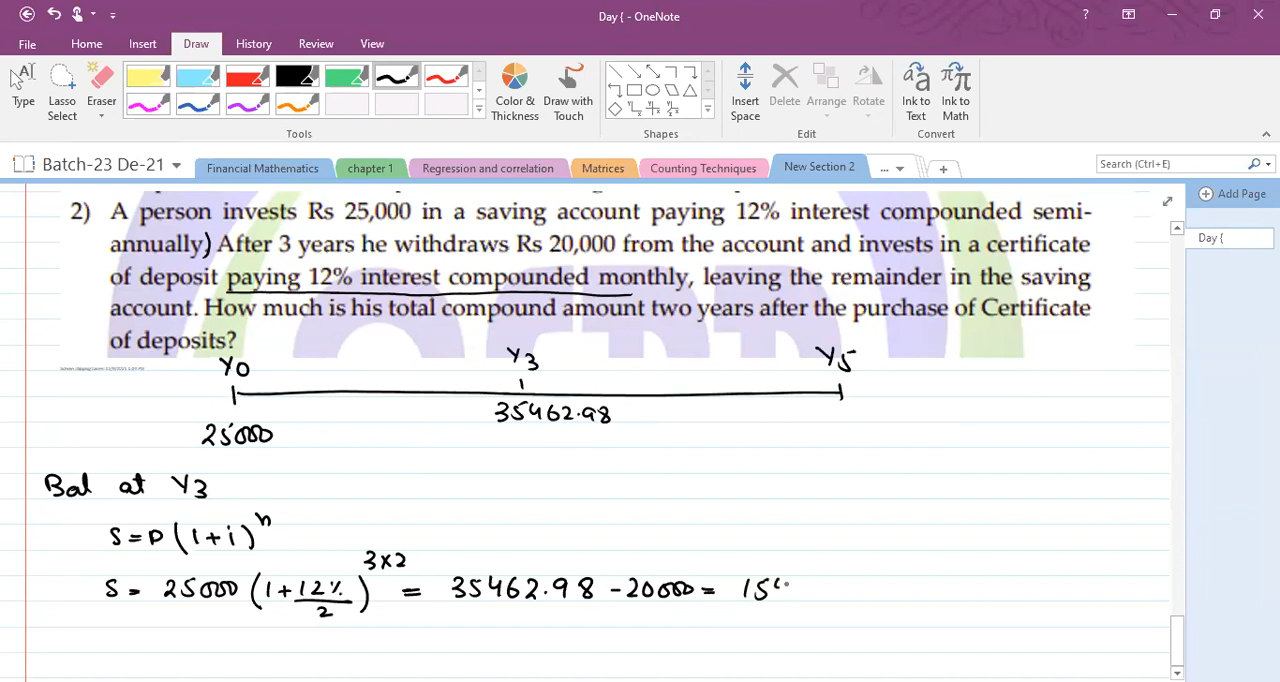 Day { - OneNote
?
File Home Insert Draw History Review View
Type
Lasso Select
Eraser
Color & Thickness
Draw with Touch
Insert Space
Delete
Arrange
Rotate
Ink to Text
Ink to Math
Tools
Shapes
Edit
Convert
Batch-23 De-21
Financial Mathematics
chapter 1
Regression and correlation
Matrices
Counting Techniques
New Section 2
...
Search (Ctrl+E)
Add Page
Day {
2) A person invests Rs 25,000 in a saving account paying 12% interest compounded semi-
annually) After 3 years he withdraws Rs 20,000 from the account and invests in a certificate
of deposit paying 12% interest compounded monthly, leaving the remainder in the saving
account. How much is his total compound amount two years after the purchase of Certificate
of deposits?
Y0 Y3 Y5
35462.98
25000
Bal at Y3
S = P (1+i)^n
S = 25000 (1+12%/2)^3×2 = 35462.98 - 20000 =